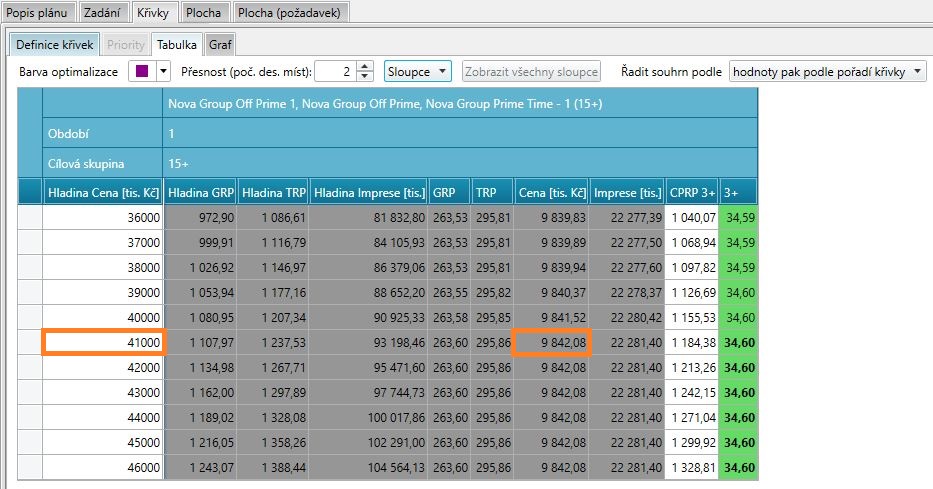 Popis plánu Zadání Křivky Plocha Plocha (požadavek)
Definice křivek Priority Tabulka Graf
Barva optimalizace Přesnost (poč. des. míst): 2 Sloupce Zobrazit všechny sloupce Řadit souhrn podle hodnoty pak podle pořadí křivky
Nova Group Off Prime 1, Nova Group Off Prime, Nova Group Prime Time - 1 (15+)
Období 1
Cílová skupina 15+
Hladina Cena [tis. Kč] Hladina GRP Hladina TRP Hladina Imprese [tis.] GRP TRP Cena [tis. Kč] Imprese [tis.] CPRP 3+ 3+
36000 972,90 1 086,61 81 832,80 263,53 295,81 9 839,83 22 277,39 1 040,07 34,59
37000 999,91 1 116,79 84 105,93 263,53 295,81 9 839,89 22 277,50 1 068,94 34,59
38000 1 026,92 1 146,97 86 379,06 263,53 295,81 9 839,94 22 277,60 1 097,82 34,59
39000 1 053,94 1 177,16 88 652,20 263,55 295,82 9 840,37 22 278,37 1 126,69 34,60
40000 1 080,95 1 207,34 90 925,33 263,58 295,85 9 841,52 22 280,42 1 155,53 34,60
41000 1 107,97 1 237,53 93 198,46 263,60 295,86 9 842,08 22 281,40 1 184,38 34,60
42000 1 134,98 1 267,71 95 471,60 263,60 295,86 9 842,08 22 281,40 1 213,26 34,60
43000 1 162,00 1 297,89 97 744,73 263,60 295,86 9 842,08 22 281,40 1 242,15 34,60
44000 1 189,02 1 328,08 100 017,86 263,60 295,86 9 842,08 22 281,40 1 271,04 34,60
45000 1 216,05 1 358,26 102 291,00 263,60 295,86 9 842,08 22 281,40 1 299,92 34,60
46000 1 243,07 1 388,44 104 564,13 263,60 295,86 9 842,08 22 281,40 1 328,81 34,60